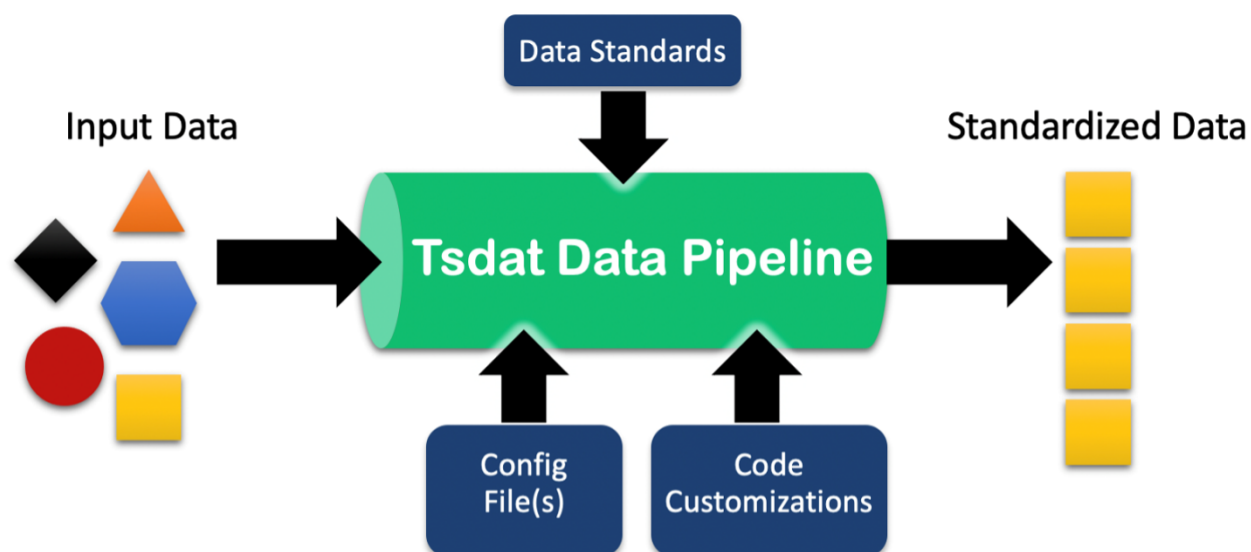 Data Standards
Input Data
Standardized Data
Tsdat Data Pipeline
Config
File(s)
Code
Customizations